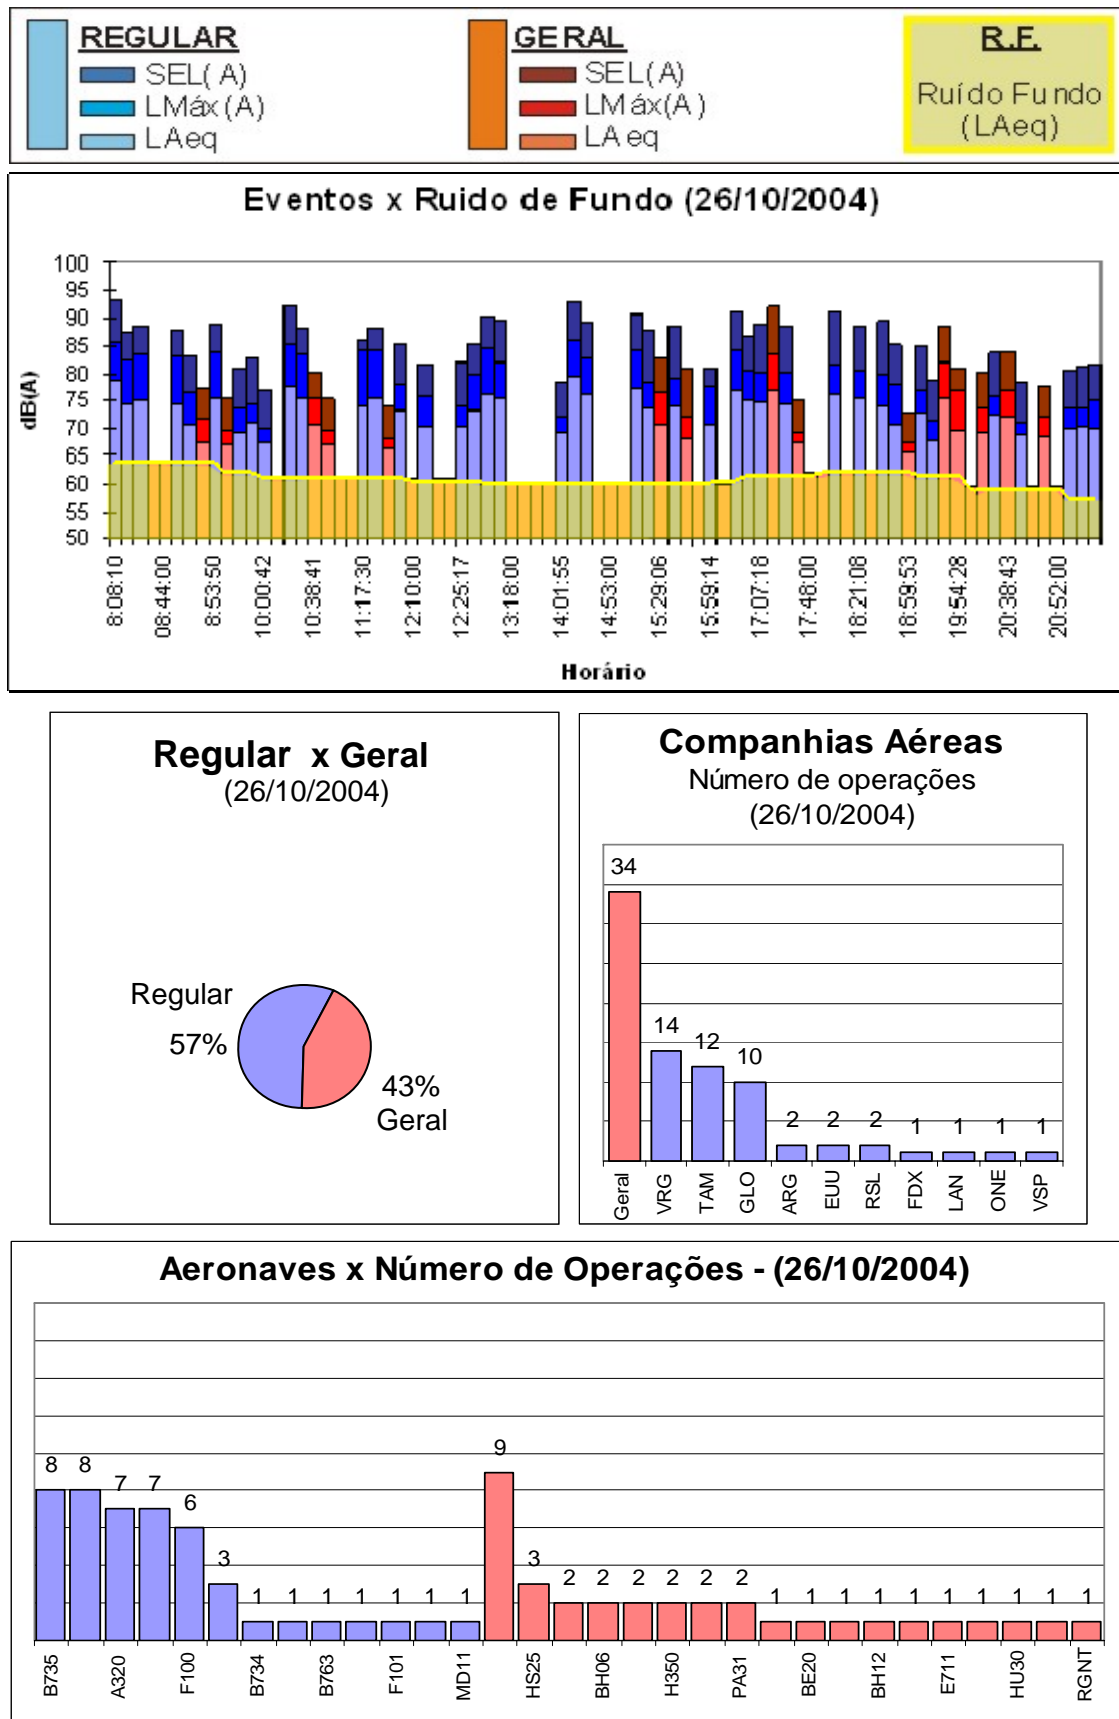 REGULAR
SEL(A)
LMáx(A)
LAeq
GERAL
SEL(A)
LMáx(A)
LAeq
R.F.
Ruído Fundo
(LAeq)
Eventos x Ruido de Fundo (26/10/2004)
dB(A)
100
95
90
85
80
75
70
65
60
55
50
8:08:10
08:44:00
8:53:50
10:00:42
10:38:41
11:17:30
12:10:00
12:25:17
13:18:00
14:01:55
14:53:00
15:29:06
15:59:14
17:07:18
17:48:00
18:21:08
18:59:53
19:54:28
20:38:43
20:52:00
Horário
Regular x Geral
(26/10/2004)
Regular
57%
43%
Geral
Companhias Aéreas
Número de operações
(26/10/2004)
34
14
12
10
2
2
2
1
1
1
1
Geral
VRG
TAM
GLO
ARG
EUU
RSL
FDX
LAN
ONE
VSP
Aeronaves x Número de Operações - (26/10/2004)
8
8
7
7
6
3
1
1
1
1
1
1
1
9
3
2
2
2
2
2
2
1
1
1
1
1
1
1
1
1
1
B735
A320
F100
B734
B763
F101
MD11
HS25
BH06
H350
PA31
BE20
BH12
E711
HU30
RGNT